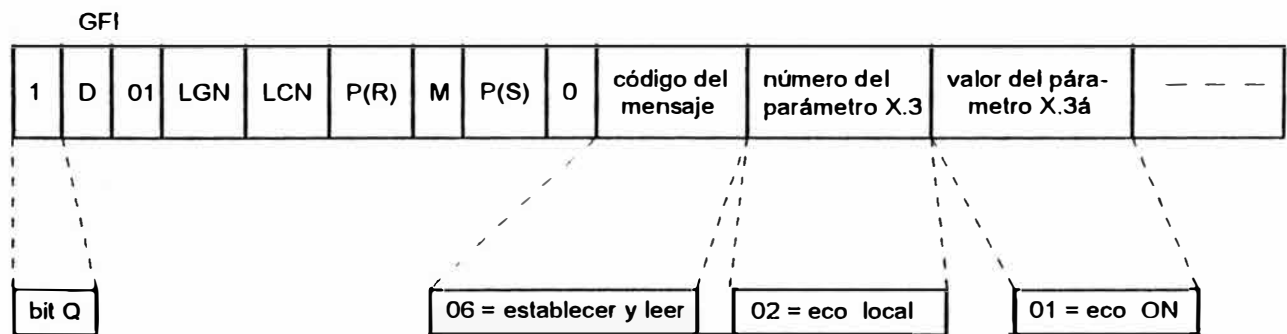 GFI
1 D 01 LGN LCN P(R) M P(S) 0 código del mensaje número del parámetro X.3 valor del pára- metro X.3á
bit Q 06 = establecer y leer 02 = eco local 01 = eco ON